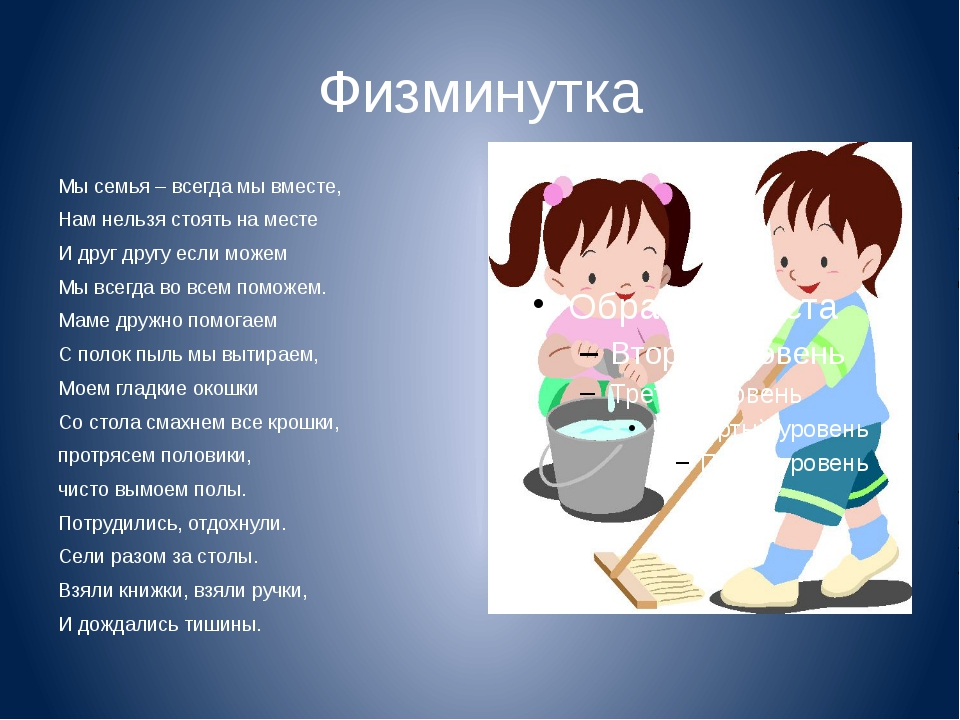 Физминутка
Мы семья – всегда мы вместе,
Нам нельзя стоять на месте
И друг другу если можем
Мы всегда во всем поможем.
Маме дружно помогаем
С полок пыль мы вытираем,
Моем гладкие окошки
Со стола смахнем все крошки,
протрясем половики,
чисто вымоем полы.
Потрудились, отдохнули.
Сели разом за столы.
Взяли книжки, взяли ручки,
И дождались тишины.
уровень